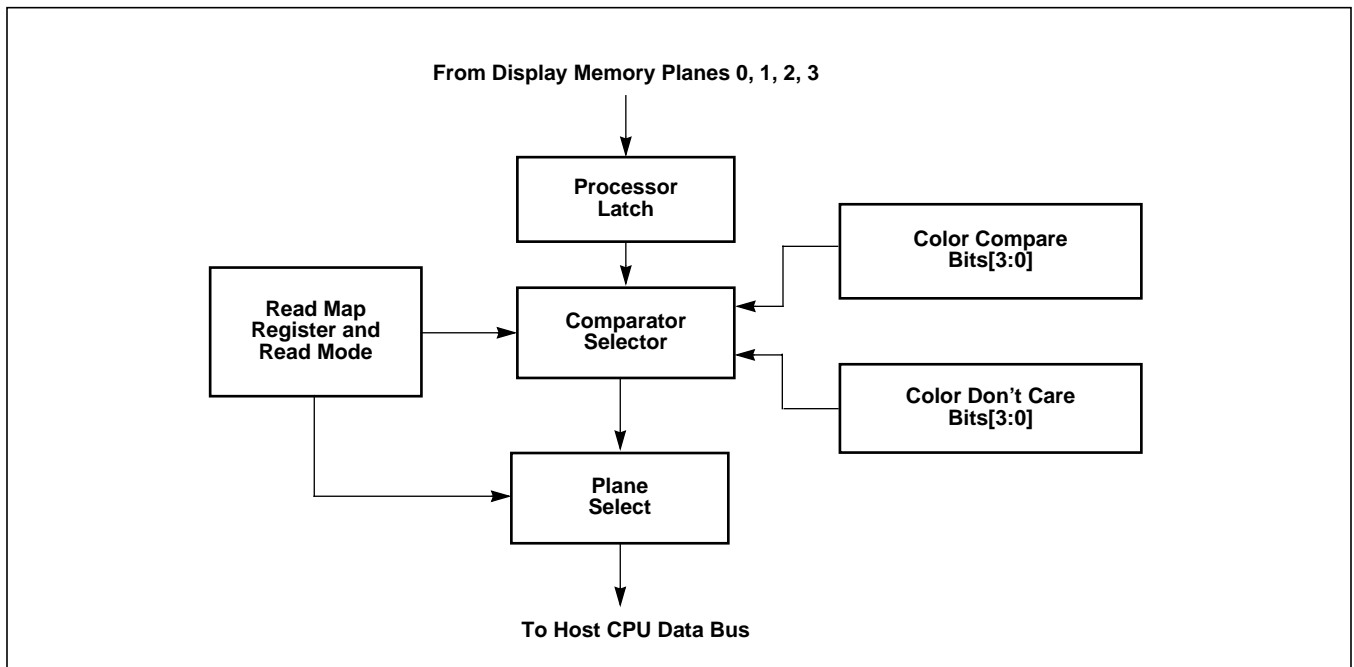 From Display Memory Planes 0, 1, 2, 3
Processor
Latch
Color Compare
Bits[3:0]
Read Map
Register and
Read Mode
Comparator
Selector
Color Don't Care
Bits[3:0]
Plane
Select
To Host CPU Data Bus